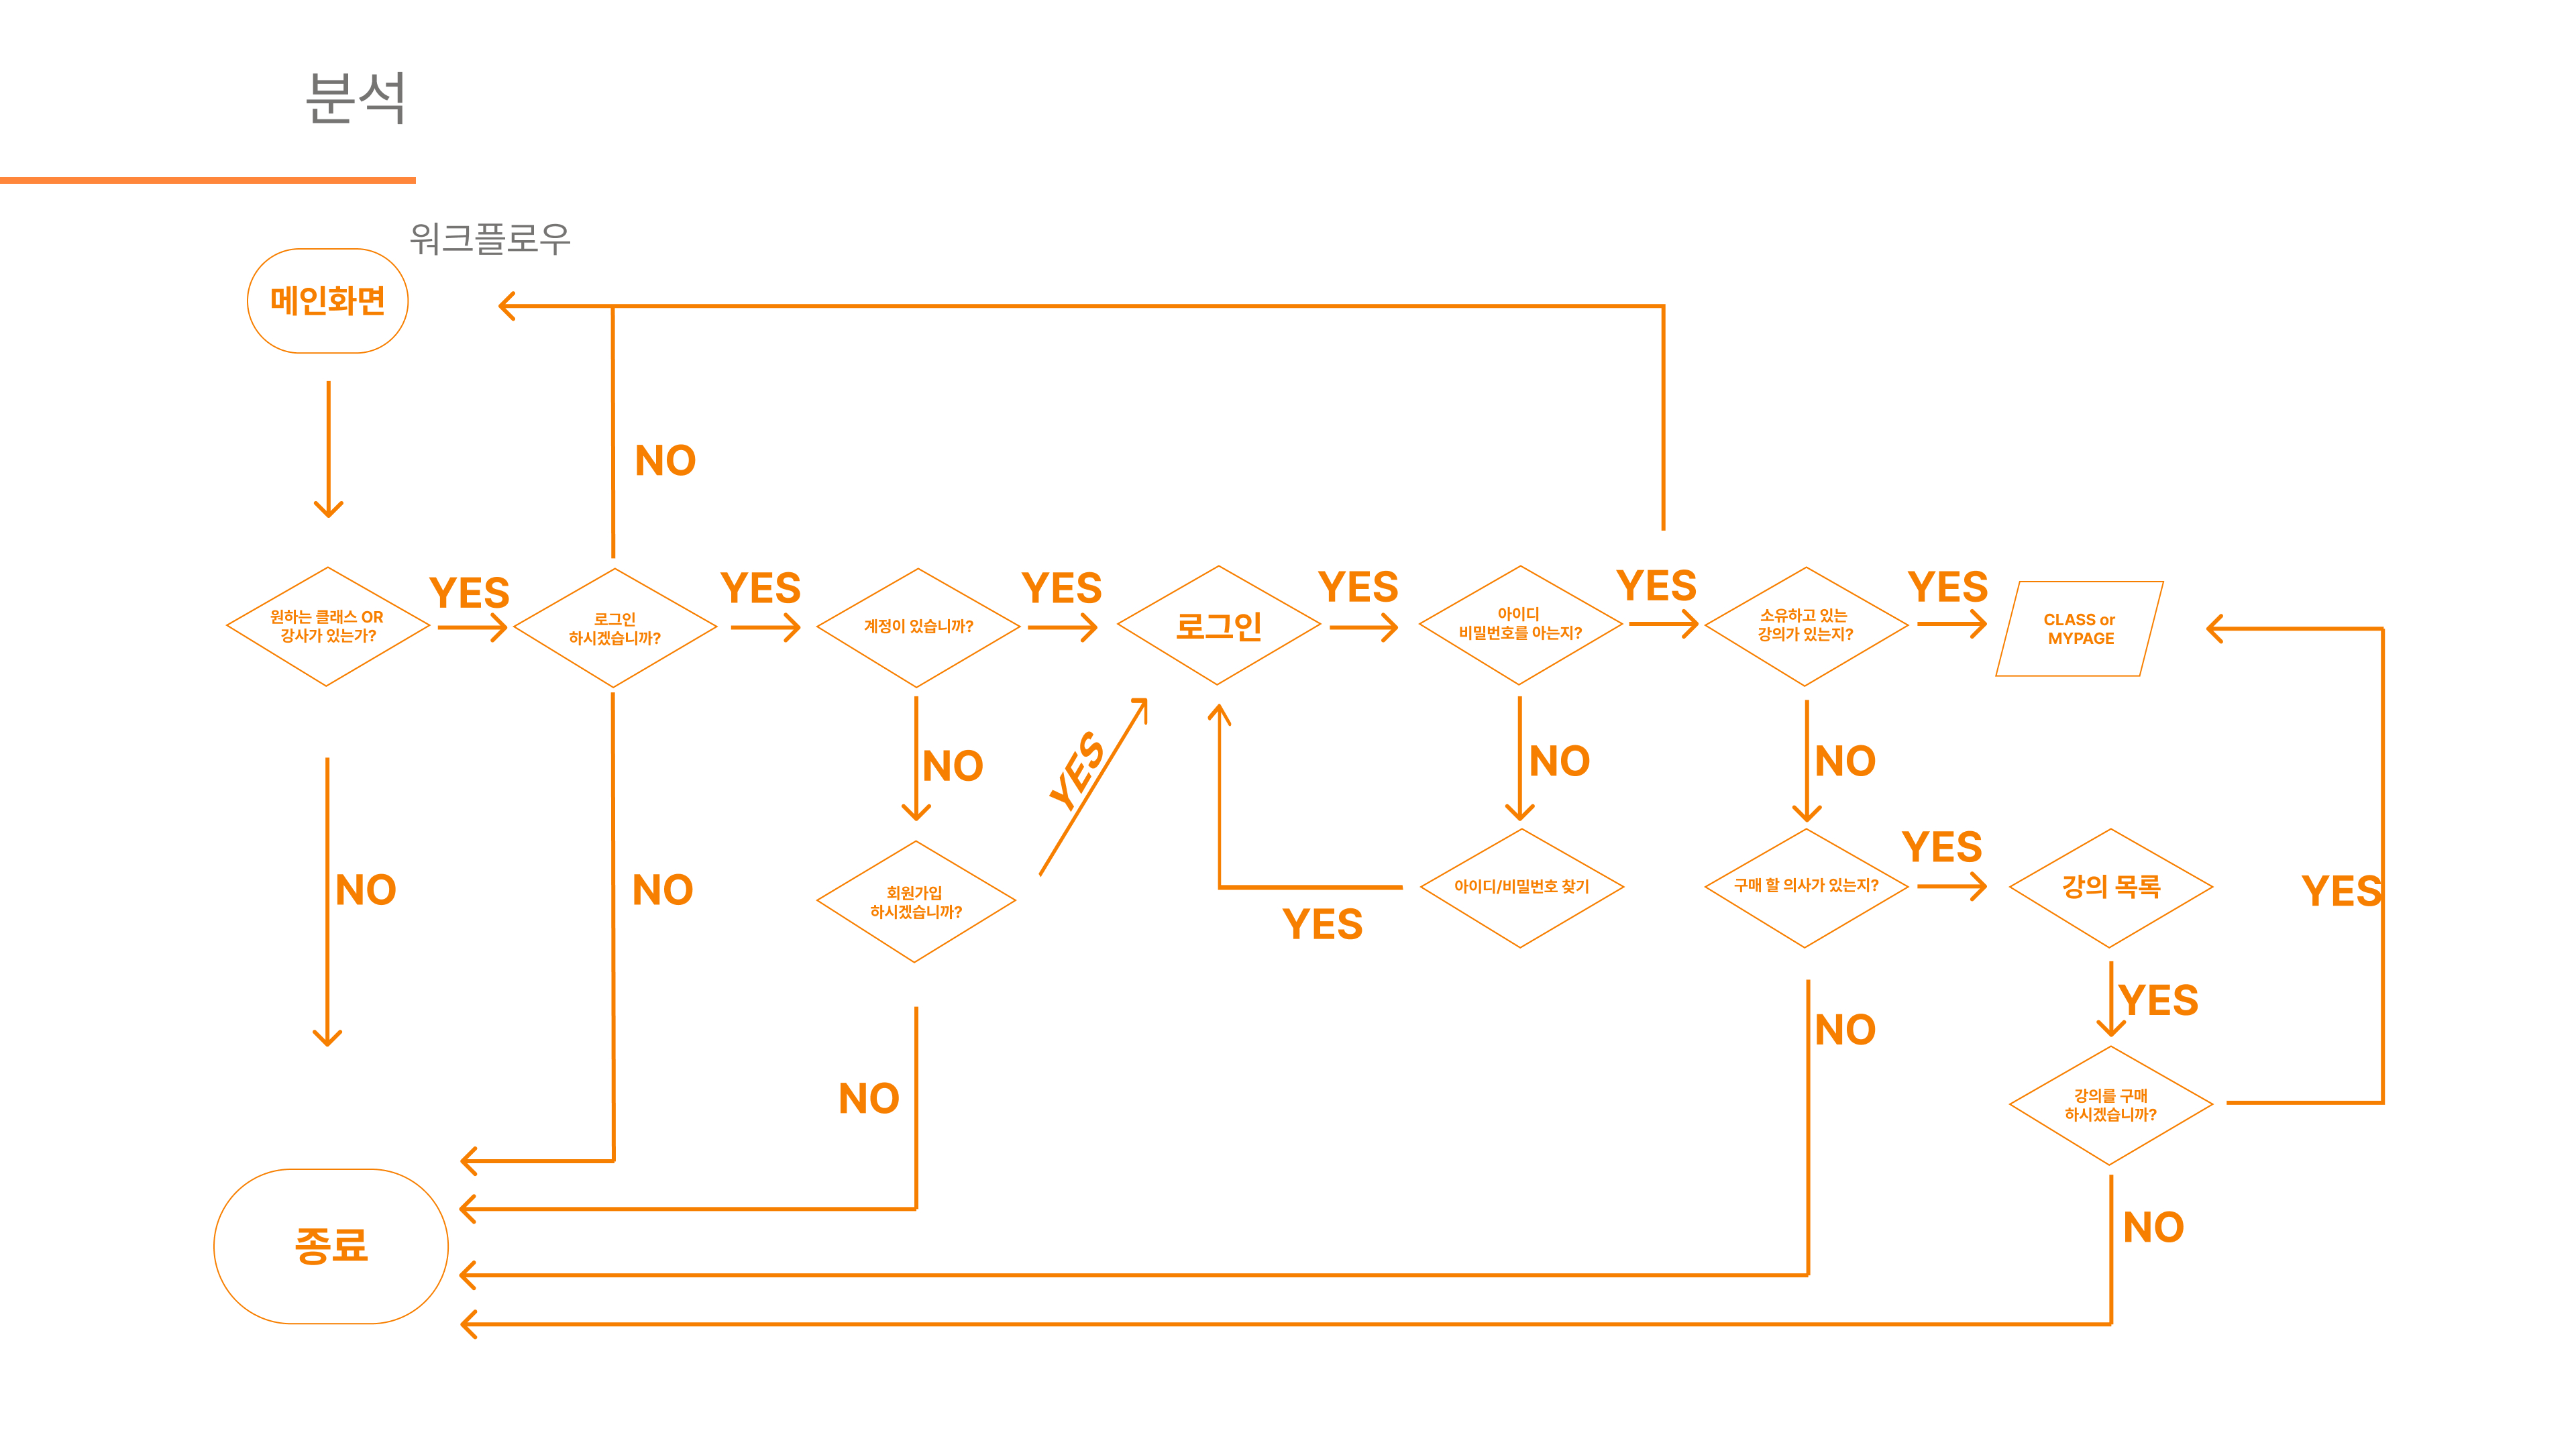 분석
워크플로우
메인화면
NO
원하는 클래스 OR
강사가 있는가?
YES
로그인
하시겠습니까?
YES
계정이 있습니까?
YES
로그인
YES
아이디
비밀번호를 아는지?
YES
소유하고 있는
강의가 있는지?
YES
CLASS or
MYPAGE
NO
NO
NO
YES
NO
NO
회원가입
하시겠습니까?
YES
아이디/비밀번호 찾기
구매 할 의사가 있는지?
YES
강의 목록
YES
NO
NO
YES
강의를 구매
하시겠습니까?
NO
종료